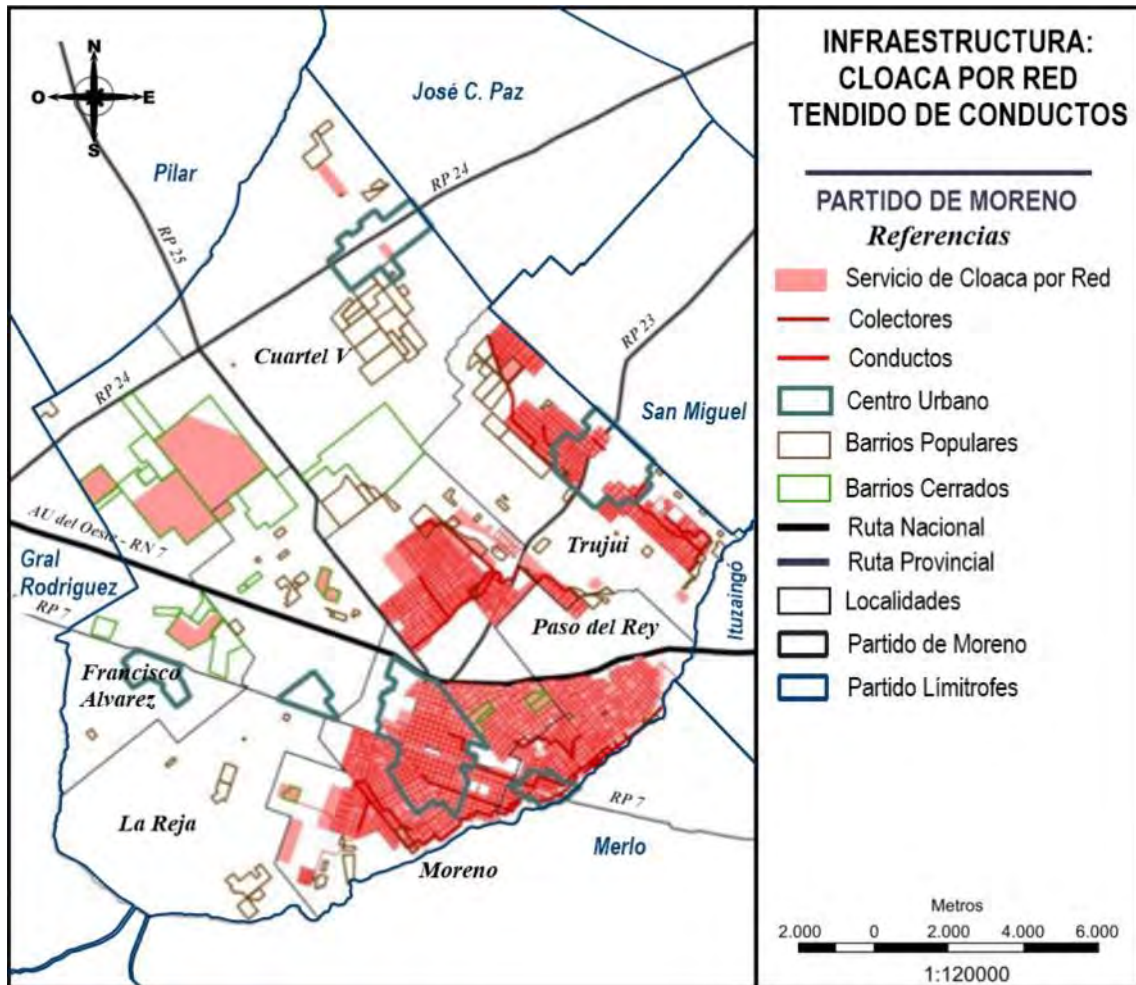 INFRAESTRUCTURA:
CLOACA POR RED
TENDIDO DE CONDUCTOS
PARTIDO DE MORENO
Referencias
Servicio de Cloaca por Red
Colectores
Conductos
Centro Urbano
Barrios Populares
Barrios Cerrados
Ruta Nacional
Ruta Provincial
Localidades
Partido de Moreno
Partido Límitrofes
Metros
2.000 0 2.000 4.000 6.000
1:120000
N
O E
S
José C. Paz
Pilar
RP 24
RP 25
RP 23
Cuartel V
RP 24
San Miguel
AU del Oeste - RN 7
Gral
Rodriguez
Trujui
RP 7
Ituzaingó
Paso del Rey
Francisco
Alvarez
RP 7
La Reja
Merlo
Moreno